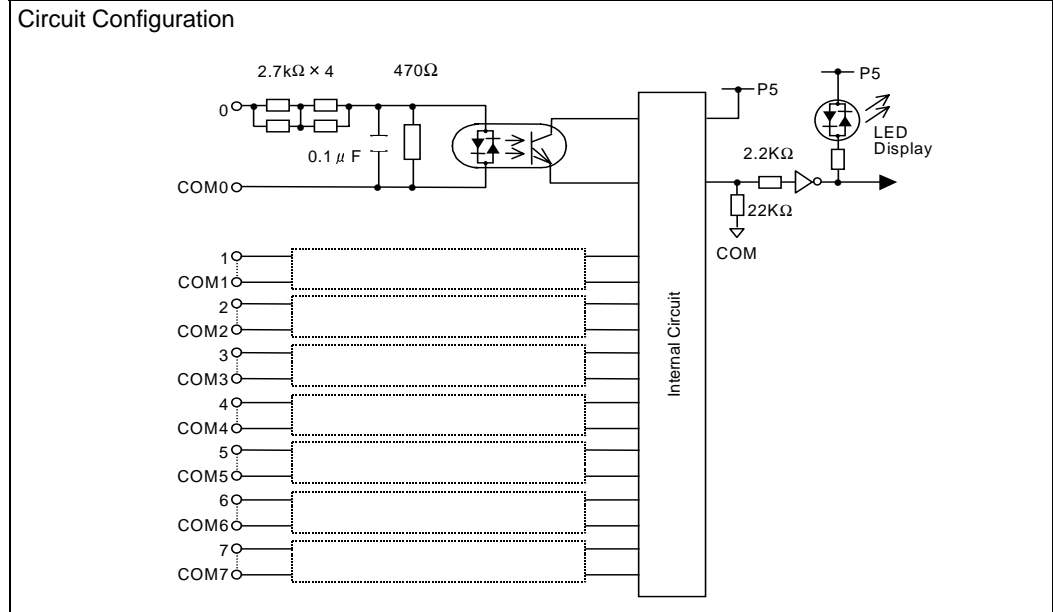 Circuit Configuration
2.7kΩ × 4
470Ω
0
0.1 μ F
COM0
P5
P5
LED
Display
2.2KΩ
22KΩ
COM
Internal Circuit
1
COM1
2
COM2
3
COM3
4
COM4
5
COM5
6
COM6
7
COM7